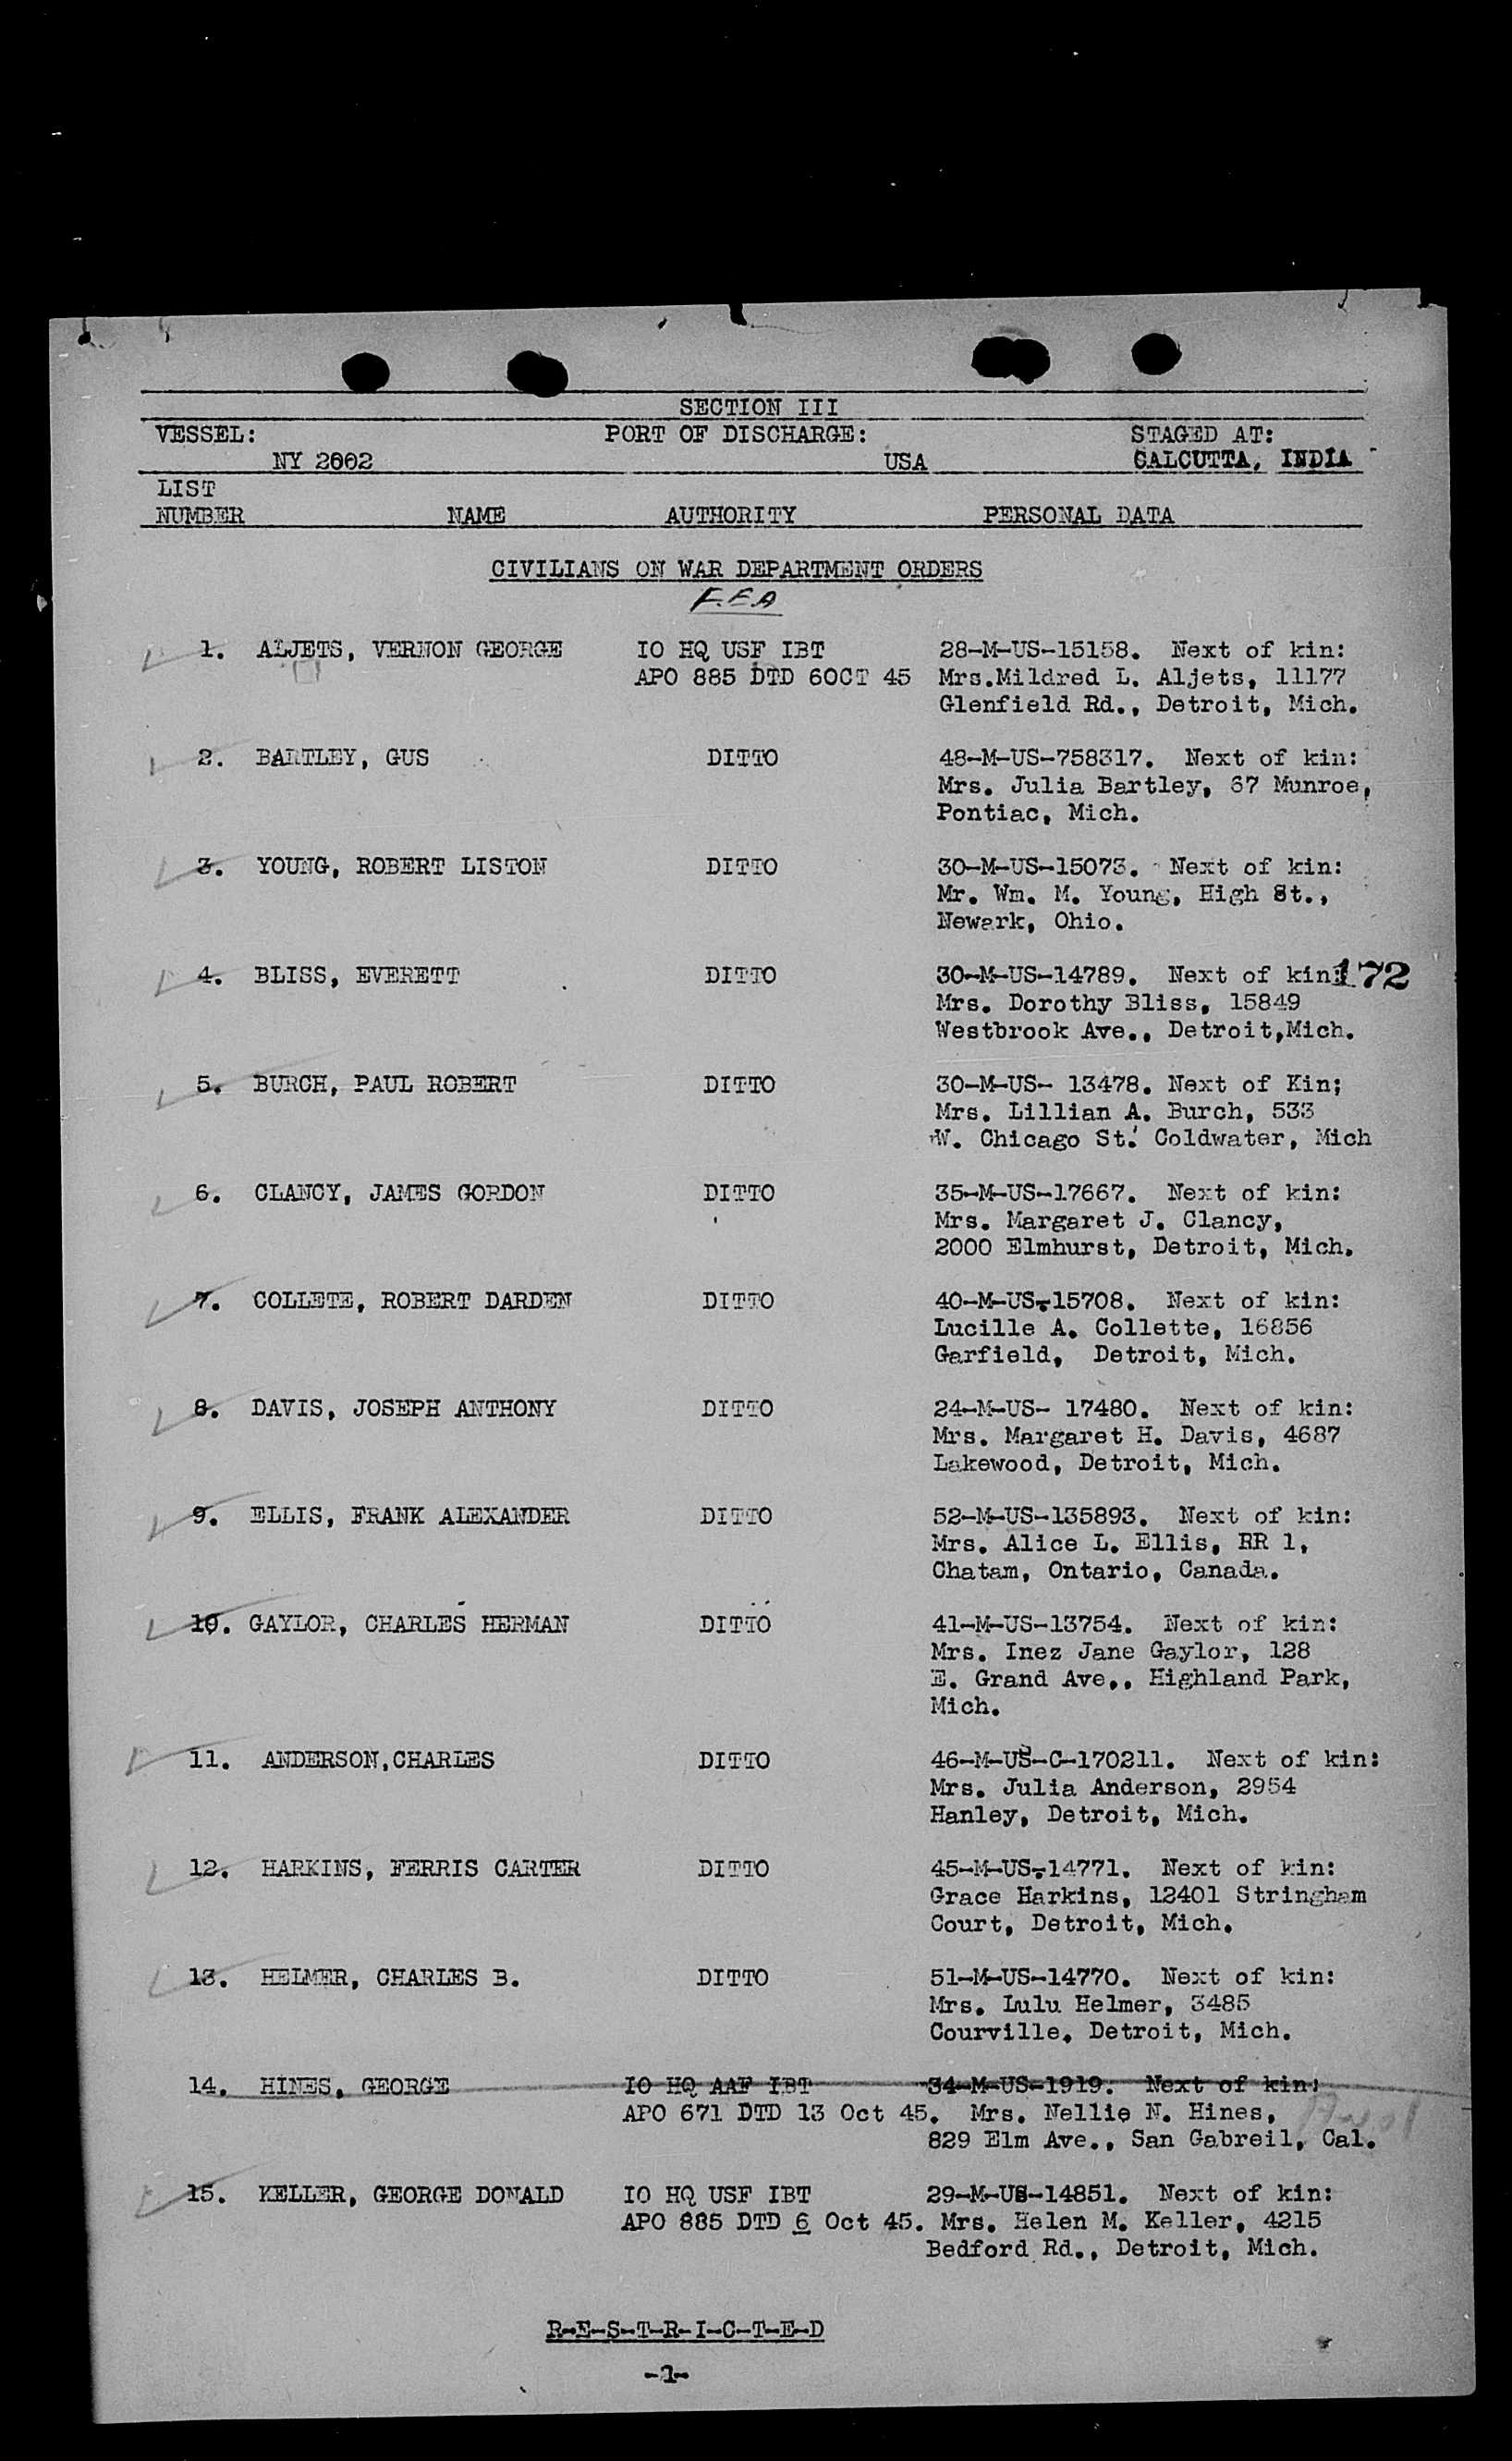 SECTION III
VESSEL: PORT OF DISCHARGE: STAGED AT:
NY 2002 USA CALCUTTA, INDIA
LIST
NUMBER NAME AUTHORITY PERSONAL DATA
CIVILIANS ON WAR DEPARTMENT ORDERS
F.E.A
1. ALJETS, VERNON GEORGE IO HQ USF IBT 28-M-US-15158. Next of kin:
APO 885 DTD 6OCT 45 Mrs.Mildred L. Aljets, 11177
Glenfield Rd., Detroit, Mich.
2. BARTLEY, GUS DITTO 48-M-US-758317. Next of kin:
Mrs. Julia Bartley, 67 Munroe,
Pontiac, Mich.
3. YOUNG, ROBERT LISTON DITTO 30-M-US-15073. Next of kin:
Mr. Wm. M. Young, High St.,
Newark, Ohio.
4. BLISS, EVERETT DITTO 30-M-US-14789. Next of kin: 172
Mrs. Dorothy Bliss, 15849
Westbrook Ave., Detroit,Mich.
5. BURCH, PAUL ROBERT DITTO 30-M-US- 13478. Next of Kin;
Mrs. Lillian A. Burch, 533
W. Chicago St. Coldwater, Mich
6. CLANCY, JAMES GORDON DITTO 35-M-US-17667. Next of kin:
Mrs. Margaret J. Clancy,
2000 Elmhurst, Detroit, Mich.
7. COLLETE, ROBERT DARDEN DITTO 40-M-US-15708. Next of kin:
Lucille A. Collette, 16856
Garfield, Detroit, Mich.
8. DAVIS, JOSEPH ANTHONY DITTO 24-M-US- 17480. Next of kin:
Mrs. Margaret H. Davis, 4687
Lakewood, Detroit, Mich.
9. ELLIS, FRANK ALEXANDER DITTO 52-M-US-135893. Next of kin:
Mrs. Alice L. Ellis, RR 1,
Chatam, Ontario, Canada.
10. GAYLOR, CHARLES HERMAN DITTO 41-M-US-13754. Next of kin:
Mrs. Inez Jane Gaylor, 128
E. Grand Ave,. Highland Park,
Mich.
11. ANDERSON,CHARLES DITTO 46-M-US-C-170211. Next of kin:
Mrs. Julia Anderson, 2954
Hanley, Detroit, Mich.
12. HARKINS, FERRIS CARTER DITTO 45-M-US-14771. Next of kin:
Grace Harkins, 12401 Stringham
Court, Detroit, Mich.
13. HELMER, CHARLES B. DITTO 51-M-US-14770. Next of kin:
Mrs. Lulu Helmer, 3485
Courville, Detroit, Mich.
14. HINES, GEORGE IO HQ AAF IBT 34-M-US-1919. Next of kin:
APO 671 DTD 13 Oct 45. Mrs. Nellie N. Hines,
829 Elm Ave., San Gabreil, Cal.
15. KELLER, GEORGE DONALD IO HQ USF IBT 29-M-US-14851. Next of kin:
APO 885 DTD 6 Oct 45. Mrs. Helen M. Keller, 4215
Bedford Rd., Detroit, Mich.
R-E-S-T-R-I-C-T-E-D
-1-